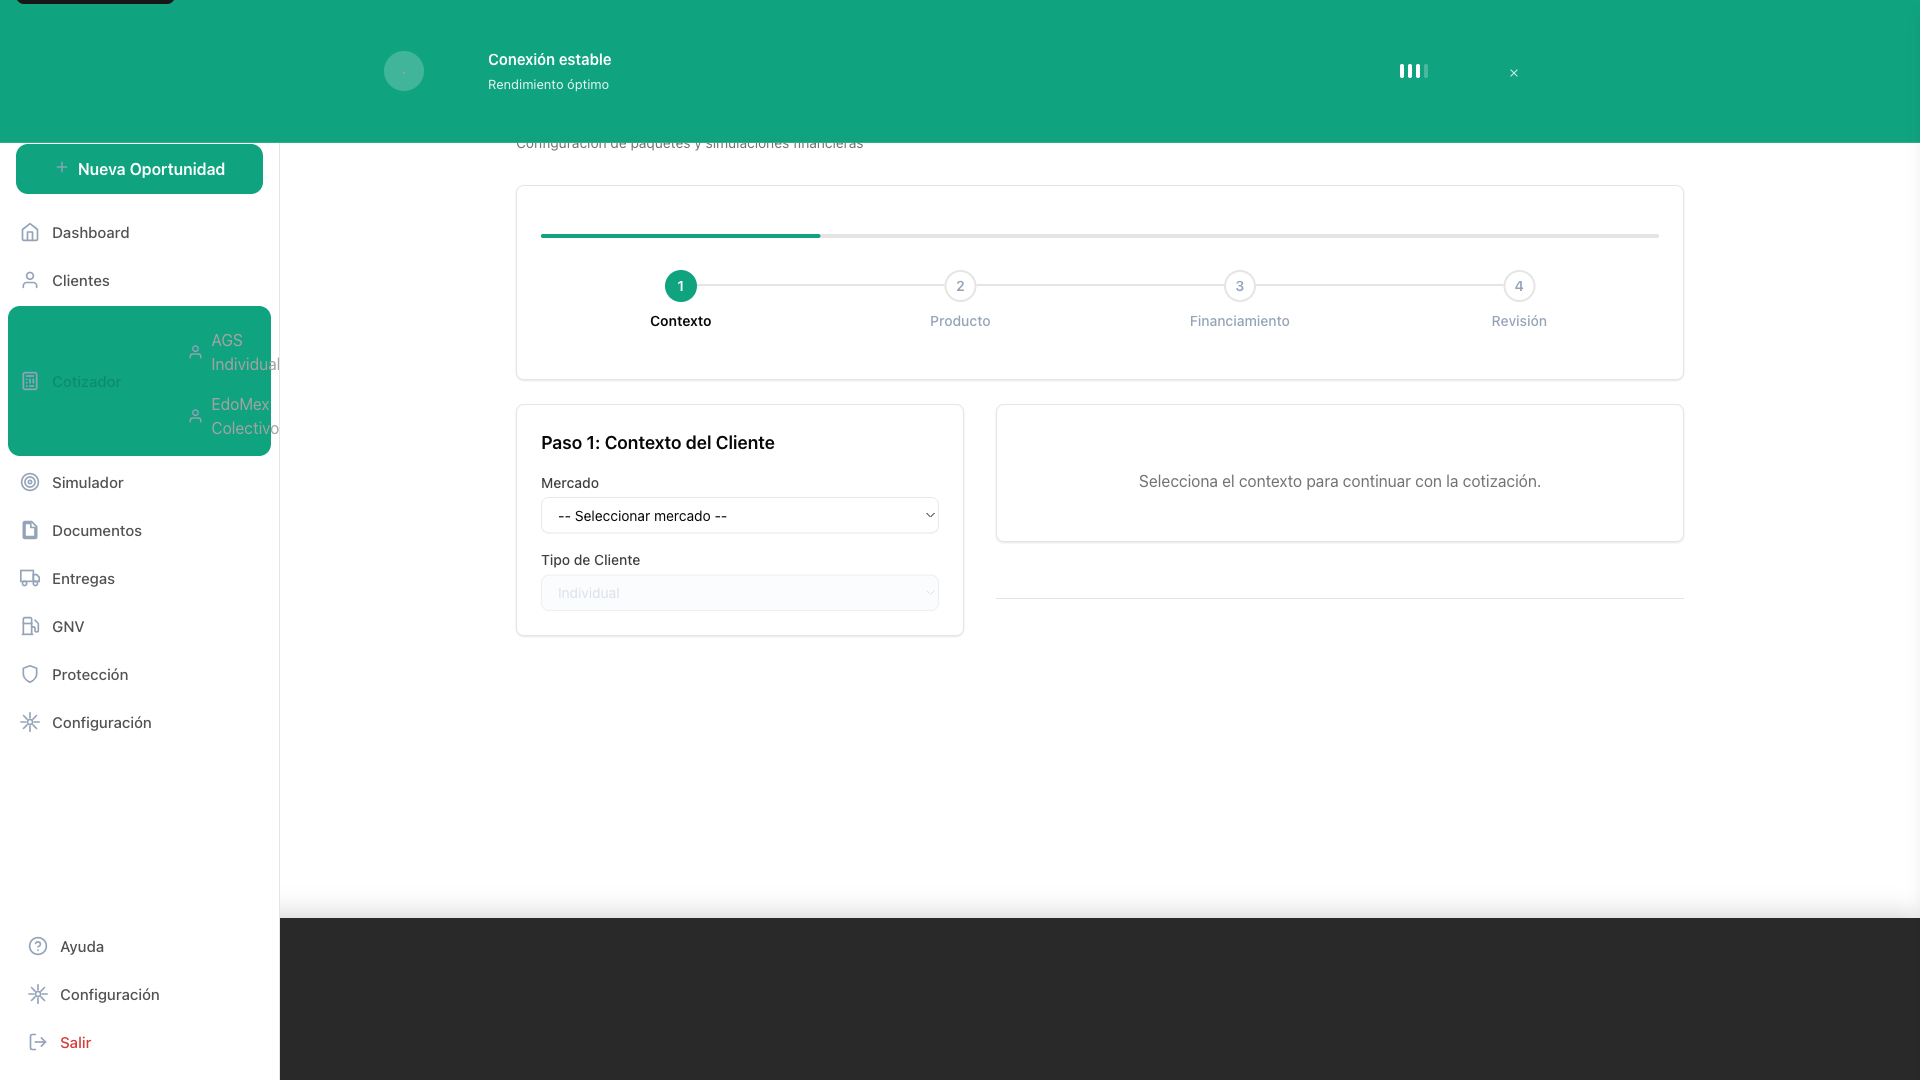 Conexión estable
Rendimiento óptimo
×
Configuración de paquetes y simulaciones financieras
+ Nueva Oportunidad
Dashboard
Clientes
Cotizador
AGS
Individual
EdoMex
Colectivo
Simulador
Documentos
Entregas
GNV
Protección
Configuración
Ayuda
Configuración
Salir
1
2
3
4
Contexto
Producto
Financiamiento
Revisión
Paso 1: Contexto del Cliente
Mercado
-- Seleccionar mercado --
Tipo de Cliente
Individual
Selecciona el contexto para continuar con la cotización.